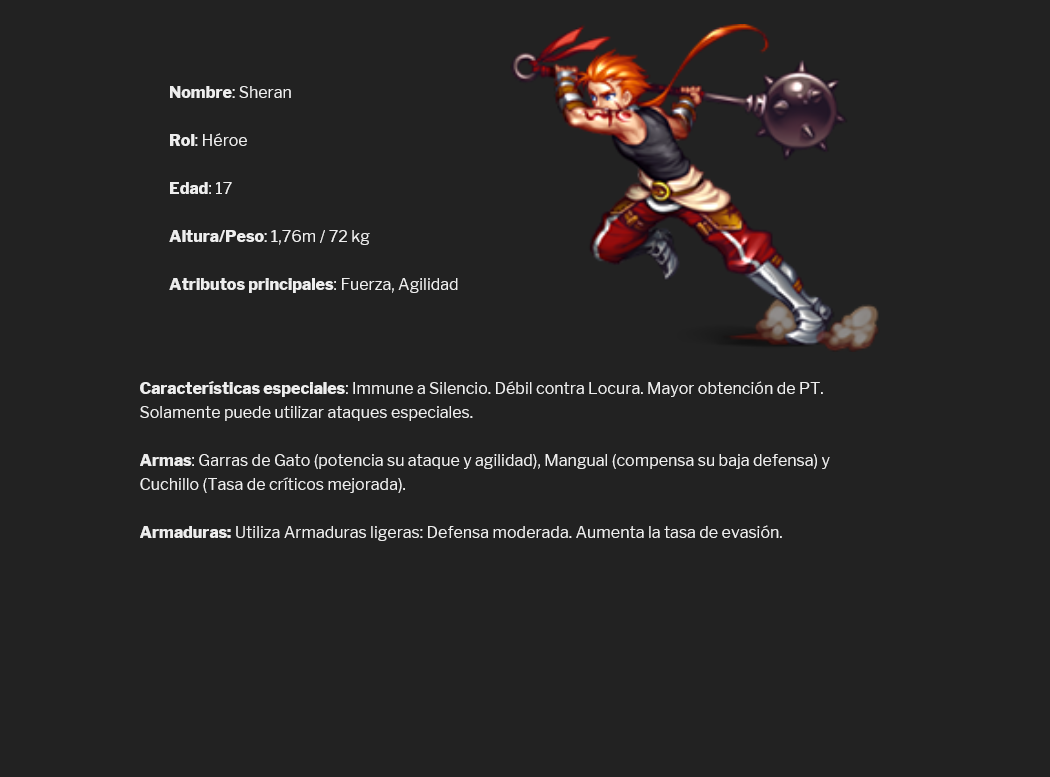 Nombre: Sheran
Rol: Héroe
Edad: 17
Altura/Peso: 1,76m / 72 kg
Atributos principales: Fuerza, Agilidad
Características especiales: Immune a Silencio. Débil contra Locura. Mayor obtención de PT.
Solamente puede utilizar ataques especiales.
Armas: Garras de Gato (potencia su ataque y agilidad), Mangual (compensa su baja defensa) y
Cuchillo (Tasa de críticos mejorada).
Armaduras: Utiliza Armaduras ligeras: Defensa moderada. Aumenta la tasa de evasión.